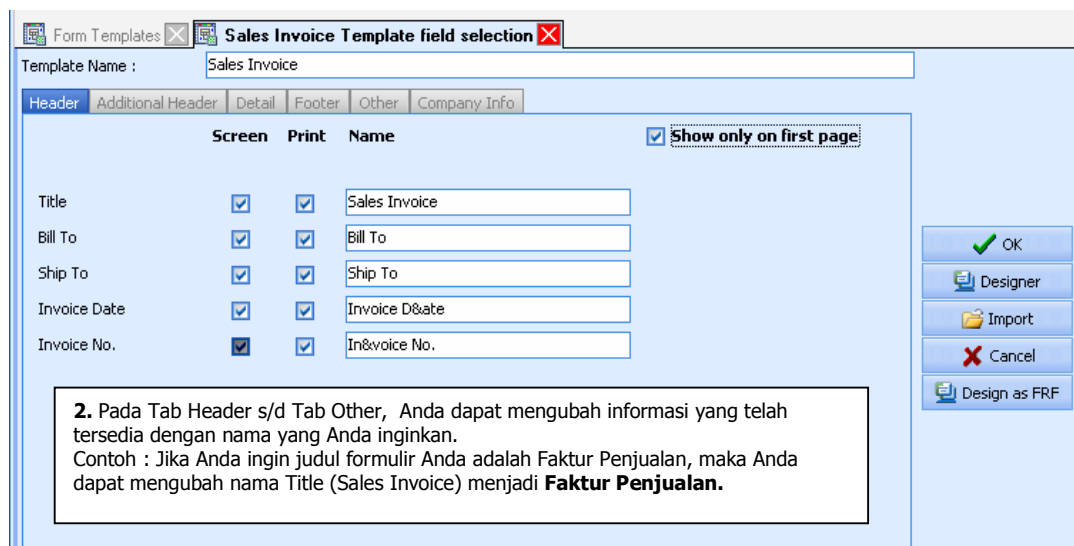 Form Templates Sales Invoice Template field selection
Template Name : Sales Invoice
Header Additional Header Detail Footer Other Company Info
Screen Print Name Show only on first page
Title Sales Invoice
Bill To Bill To
Ship To Ship To
Invoice Date Invoice D&ate
Invoice No. In&voice No.
OK
Designer
Import
Cancel
Design as FRF
2. Pada Tab Header s/d Tab Other, Anda dapat mengubah informasi yang telah
tersedia dengan nama yang Anda inginkan.
Contoh : Jika Anda ingin judul formulir Anda adalah Faktur Penjualan, maka Anda
dapat mengubah nama Title (Sales Invoice) menjadi Faktur Penjualan.